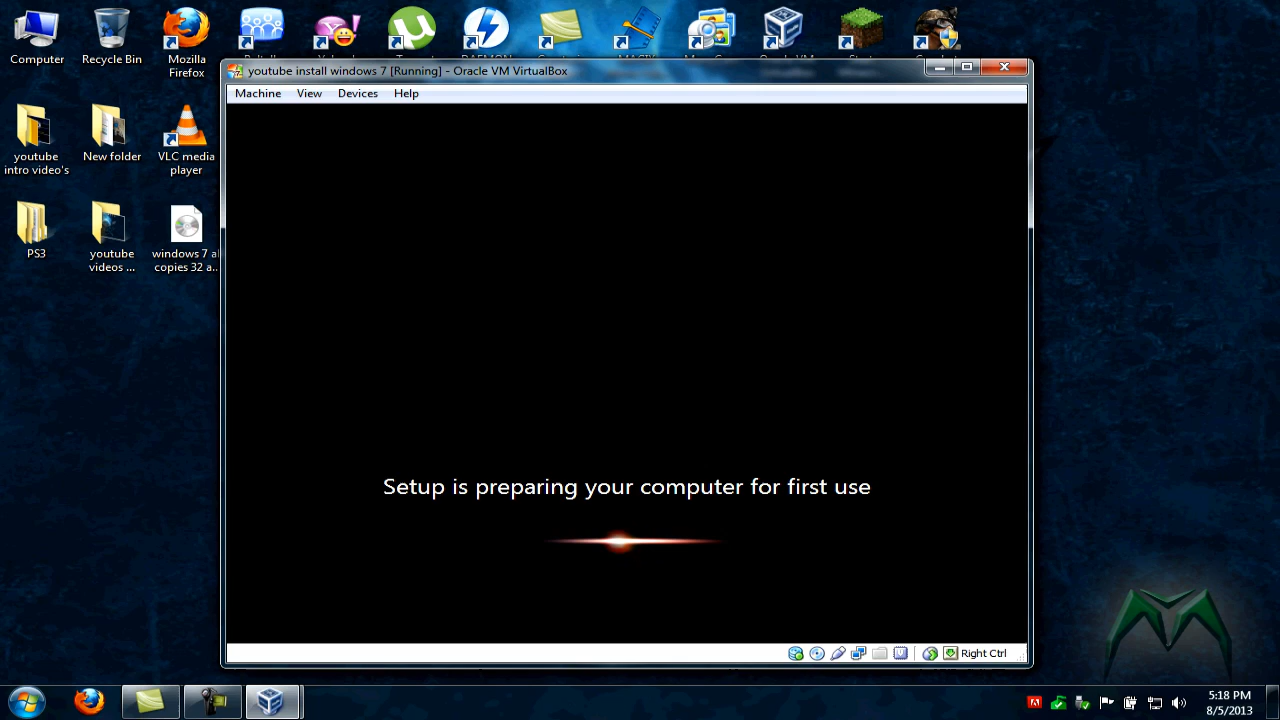 Computer
Recycle Bin
Mozilla
Firefox
youtube install windows 7 [Running] - Oracle VM VirtualBox
Machine View Devices Help
youtube
intro video's
New folder
VLC media
player
PS3
youtube
videos ...
windows 7 al
copies 32 a...
Setup is preparing your computer for first use
Right Ctrl
5:18 PM
8/5/2013